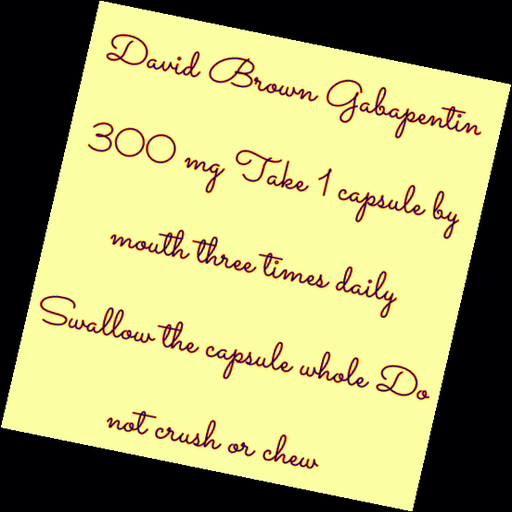 David Brown Gabapentin
300 mg Take 1 capsule by
mouth three times daily
Swallow the capsule whole Do
not crush or chew